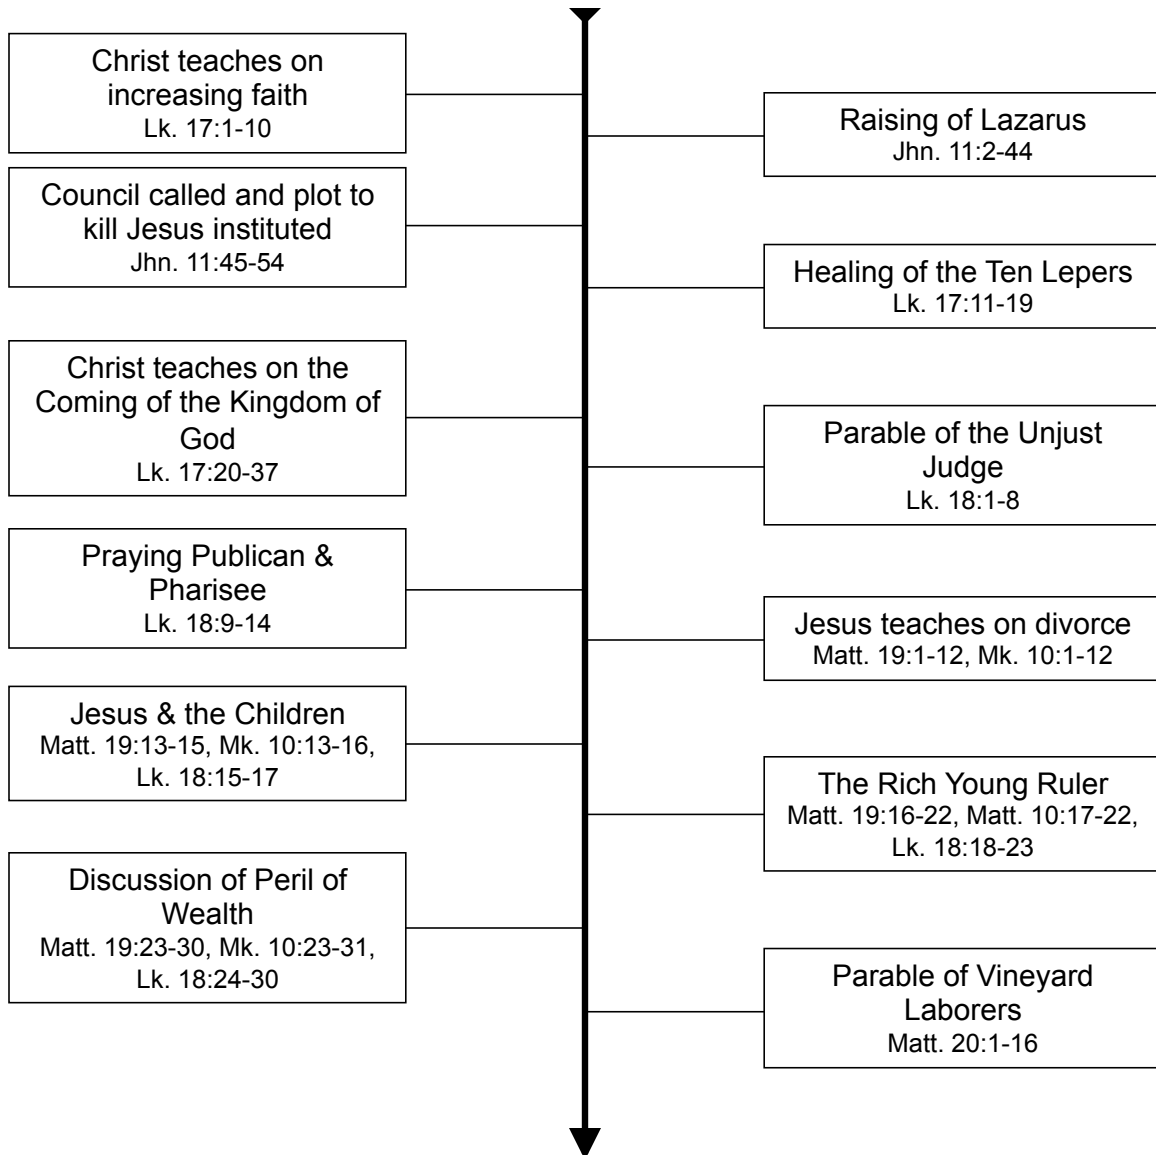 Christ teaches on
increasing faith
Lk. 17:1-10
Raising of Lazarus
Jhn. 11:2-44
Council called and plot to
kill Jesus instituted
Jhn. 11:45-54
Healing of the Ten Lepers
Lk. 17:11-19
Christ teaches on the
Coming of the Kingdom of
God
Lk. 17:20-37
Parable of the Unjust
Judge
Lk. 18:1-8
Praying Publican &
Pharisee
Lk. 18:9-14
Jesus teaches on divorce
Matt. 19:1-12, Mk. 10:1-12
Jesus & the Children
Matt. 19:13-15, Mk. 10:13-16,
Lk. 18:15-17
The Rich Young Ruler
Matt. 19:16-22, Matt. 10:17-22,
Lk. 18:18-23
Discussion of Peril of
Wealth
Matt. 19:23-30, Mk. 10:23-31,
Lk. 18:24-30
Parable of Vineyard
Laborers
Matt. 20:1-16